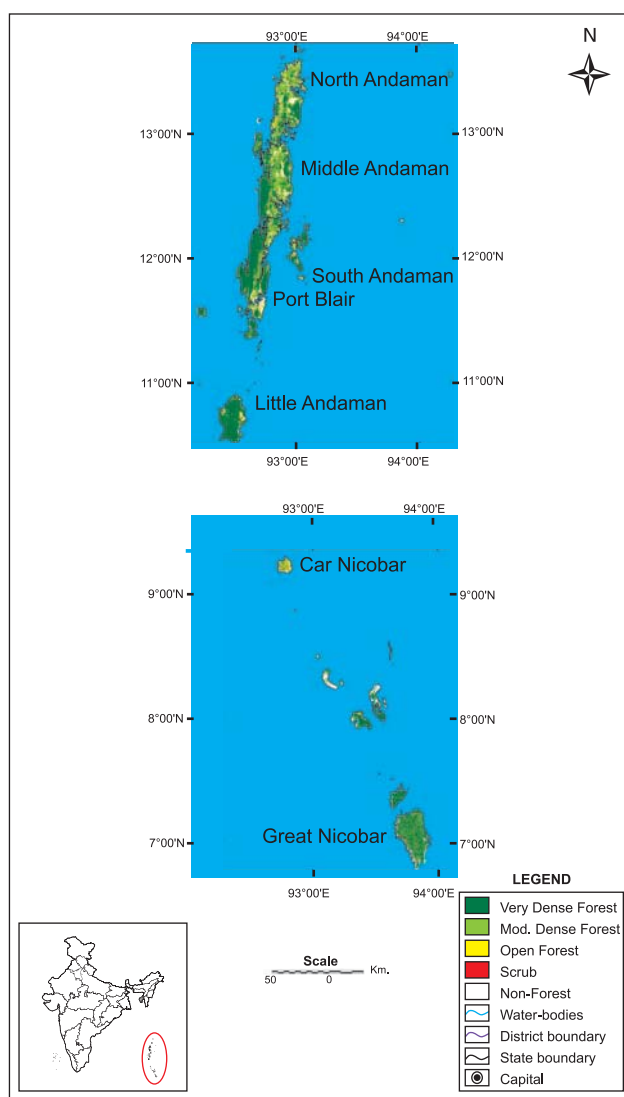 N
93°00'E 94°00'E
North Andaman
13°00'N 13°00'N
Middle Andaman
12°00'N 12°00'N
South Andaman
Port Blair
11°00'N 11°00'N
Little Andaman
93°00'E 94°00'E
93°00'E 94°00'E
Car Nicobar
9°00'N 9°00'N
8°00'N 8°00'N
Great Nicobar
7°00'N 7°00'N
93°00'E 94°00'E
LEGEND
Very Dense Forest
Mod. Dense Forest
Open Forest
Scrub
Non-Forest
Water-bodies
District boundary
State boundary
Capital
Scale
50 0 Km.